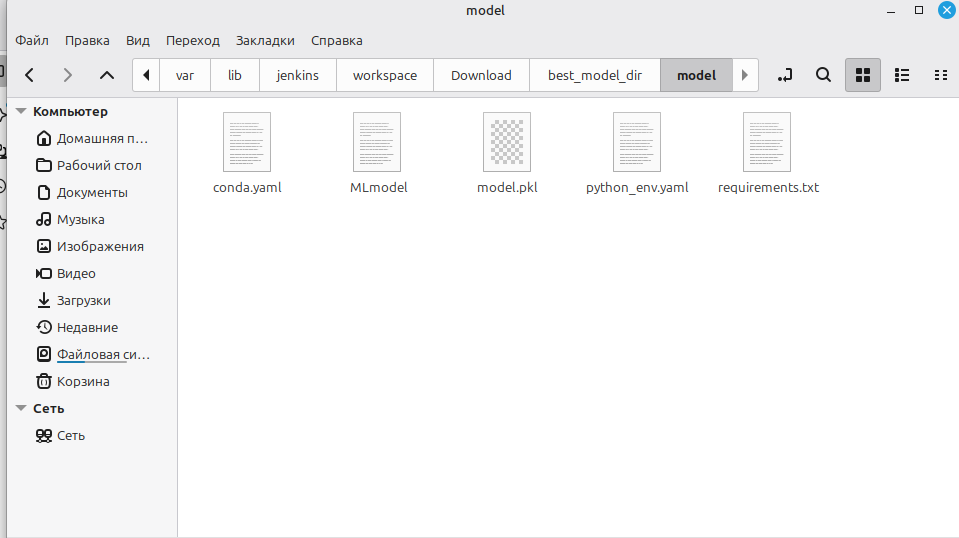 model
Файл Правка Вид Переход Закладки Справка
var lib jenkins workspace Download best_model_dir model
Компьютер
Домашняя п...
Рабочий стол
Документы
Музыка
Изображения
Видео
Загрузки
Недавние
Файловая си...
Корзина
Сеть
Сеть
conda.yaml MLmodel model.pkl python_env.yaml requirements.txt